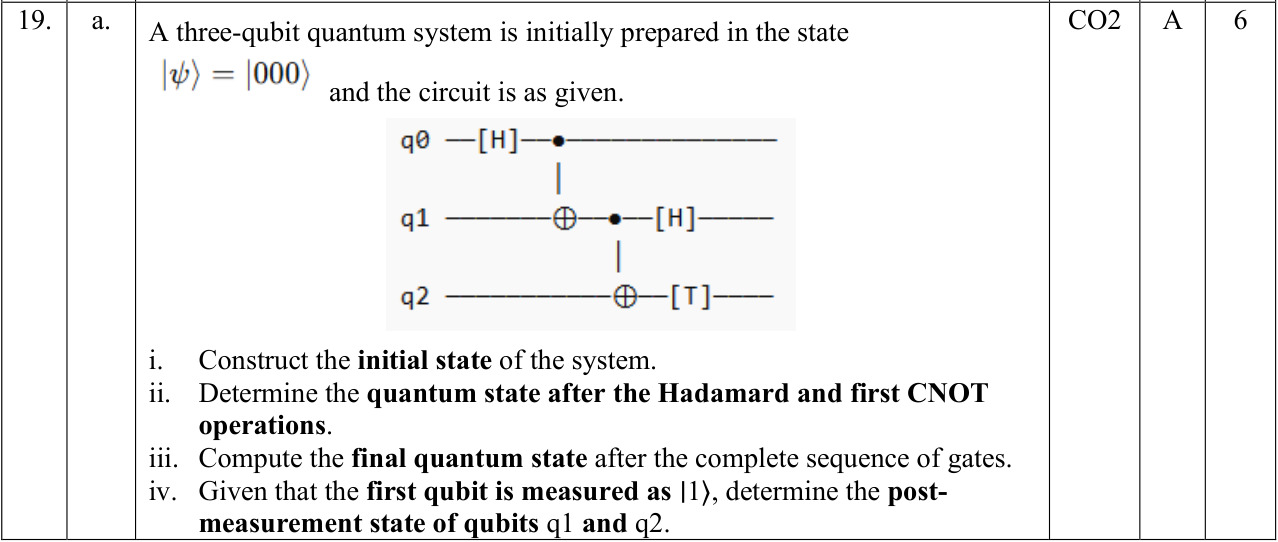 19. a. A three-qubit quantum system is initially prepared in the state CO2 A 6
|ψ⟩ = |000⟩ and the circuit is as given.
q0 —[H]——●——————————————
|
q1 ———————⊕——●——[H]—————
|
q2 ———————————⊕——[T]————
i. Construct the initial state of the system.
ii. Determine the quantum state after the Hadamard and first CNOT
operations.
iii. Compute the final quantum state after the complete sequence of gates.
iv. Given that the first qubit is measured as |1⟩, determine the post-
measurement state of qubits q1 and q2.